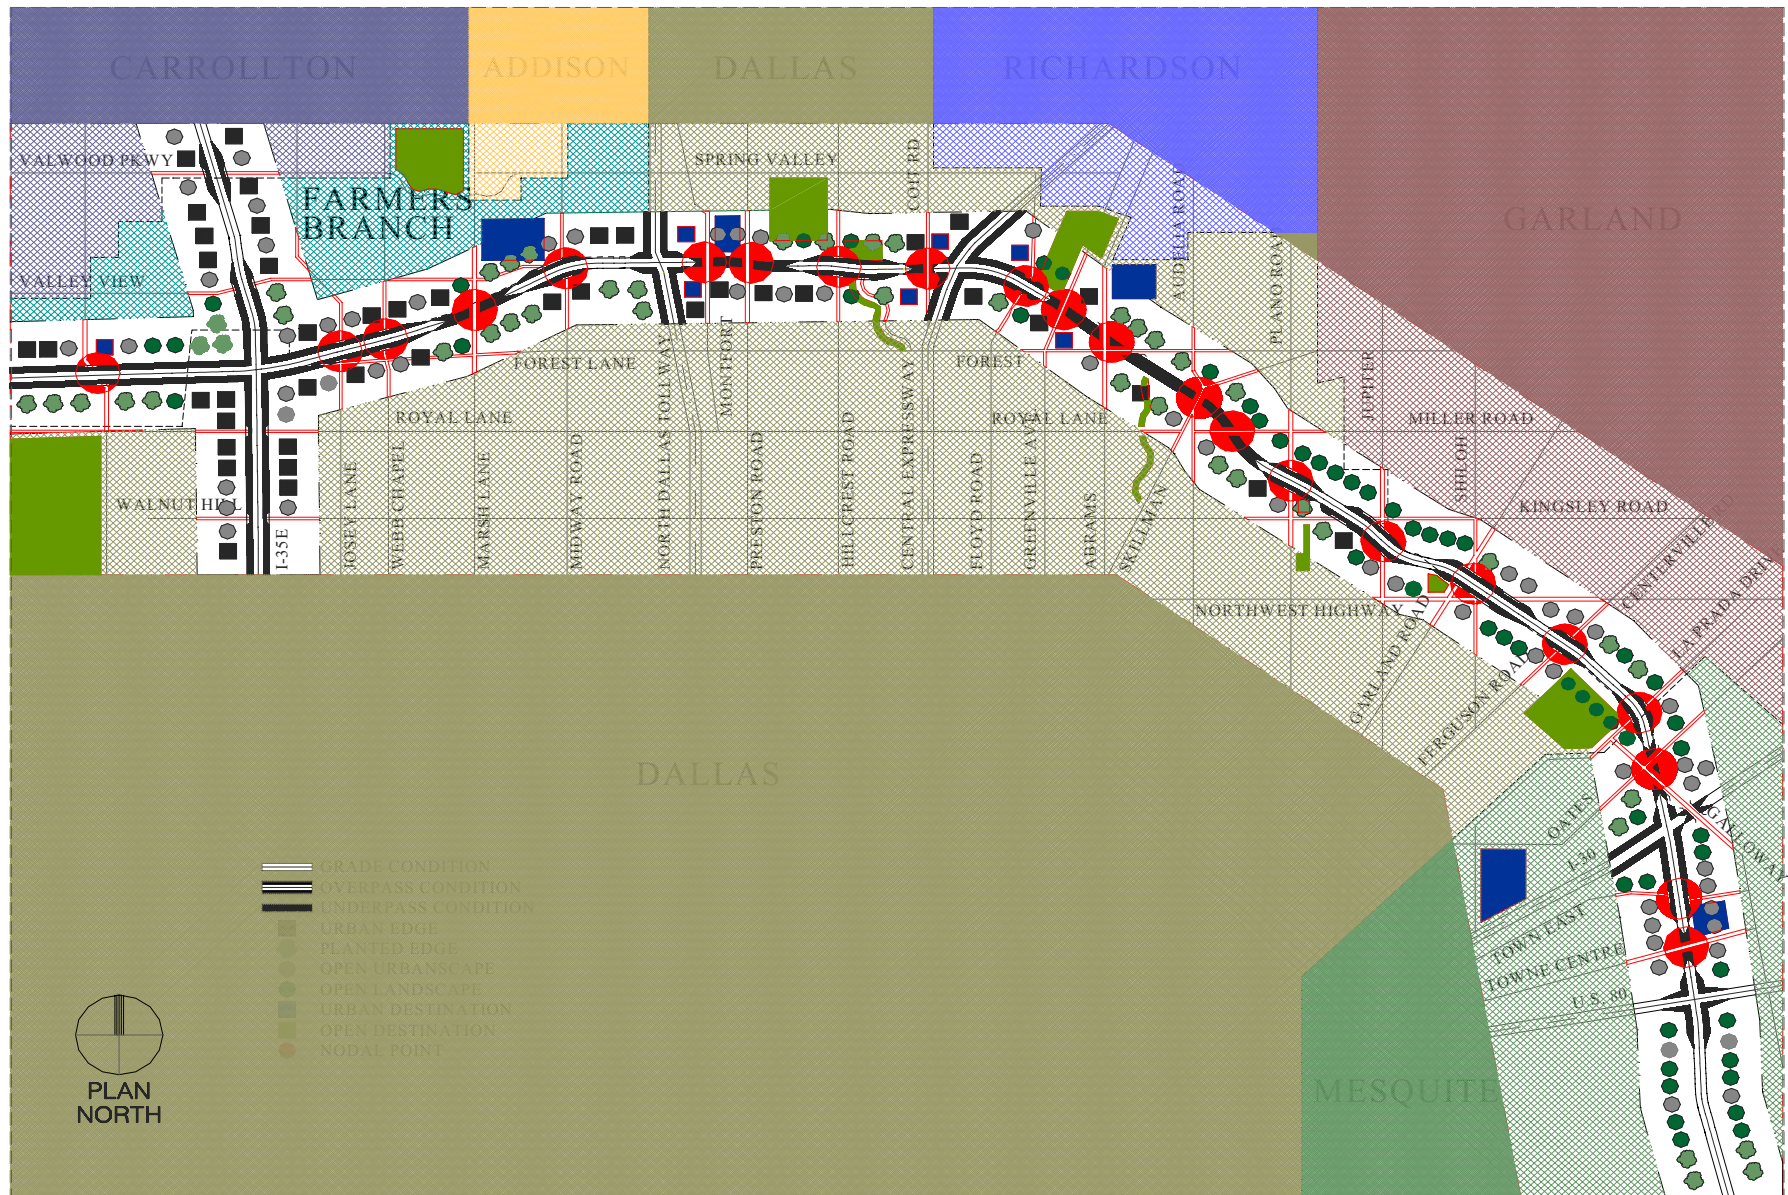 CARROLLTON
ADDISON
DALLAS
RICHARDSON
GARLAND
VALWOOD PKWY
SPRING VALLEY
COIT RD
AUDELIA ROAD
PLANO ROAD
FARMERS
BRANCH
VALLEY VIEW
FOREST LANE
FOREST
MONTFORT
JUPITER
ROYAL LANE
ROYAL LANE
MILLER ROAD
SHILOH
WALNUT HILL
KINGSLEY ROAD
I-35E
JOSEY LANE
WEBB CHAPEL
MARSH LANE
MIDWAY ROAD
NORTH DALLAS TOLLWAY
PRESTON ROAD
HILLCREST ROAD
CENTRAL EXPRESSWAY
FLOYD ROAD
GREENVILLE AVE
ABRAMS
SKILLMAN
CENTERVILLE
LA PRADA DRIVE
NORTHWEST HIGHWAY
GARLAND ROAD
FERGUSON ROAD
DALLAS
OATES
GALLOWAY
I-30
TOWN EAST
TOWNE CENTRE
U.S. 80
GRADE CONDITION
OVERPASS CONDITION
UNDERPASS CONDITION
URBAN EDGE
PLANTED EDGE
OPEN URBANSCAPE
OPEN LANDSCAPE
URBAN DESTINATION
OPEN DESTINATION
NODAL POINT
PLAN
NORTH
MESQUITE